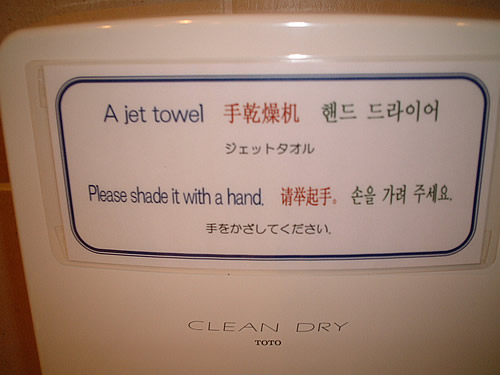 A jet towel 手乾燥机 핸드 드라이어
ジェットタオル
Please shade it with a hand. 请举起手。 손을 가려 주세요.
手をかざしてください.
CLEAN DRY
TOTO